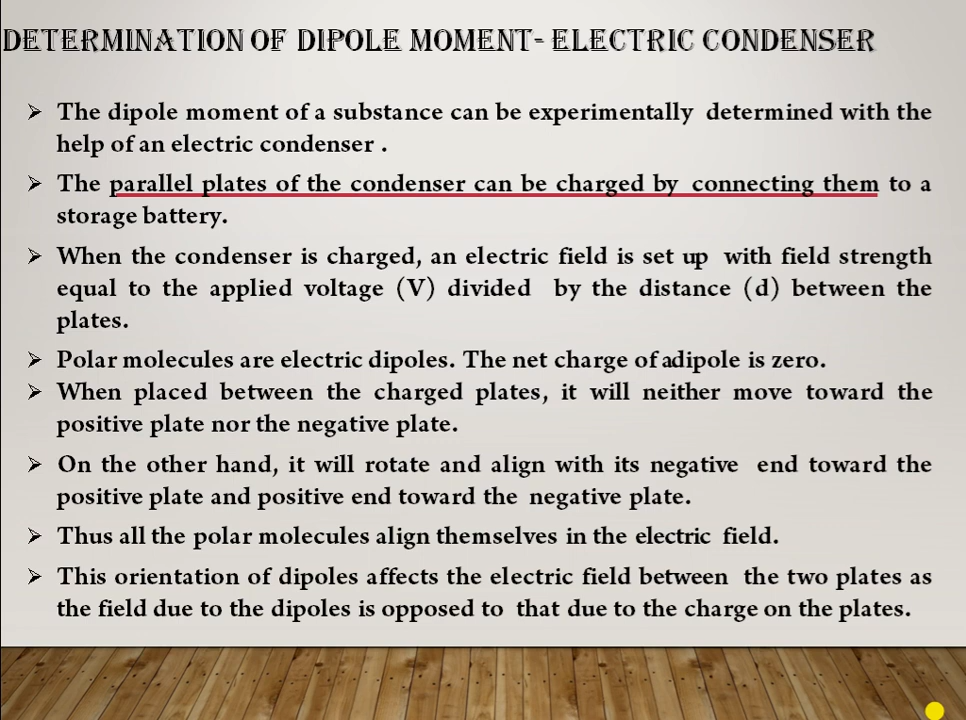 DETERMINATION OF DIPOLE MOMENT- ELECTRIC CONDENSER
➢ The dipole moment of a substance can be experimentally determined with the
help of an electric condenser .
➢ The parallel plates of the condenser can be charged by connecting them to a
storage battery.
➢ When the condenser is charged, an electric field is set up with field strength
equal to the applied voltage (V) divided by the distance (d) between the
plates.
➢ Polar molecules are electric dipoles. The net charge of adipole is zero.
➢ When placed between the charged plates, it will neither move toward the
positive plate nor the negative plate.
➢ On the other hand, it will rotate and align with its negative end toward the
positive plate and positive end toward the negative plate.
➢ Thus all the polar molecules align themselves in the electric field.
➢ This orientation of dipoles affects the electric field between the two plates as
the field due to the dipoles is opposed to that due to the charge on the plates.